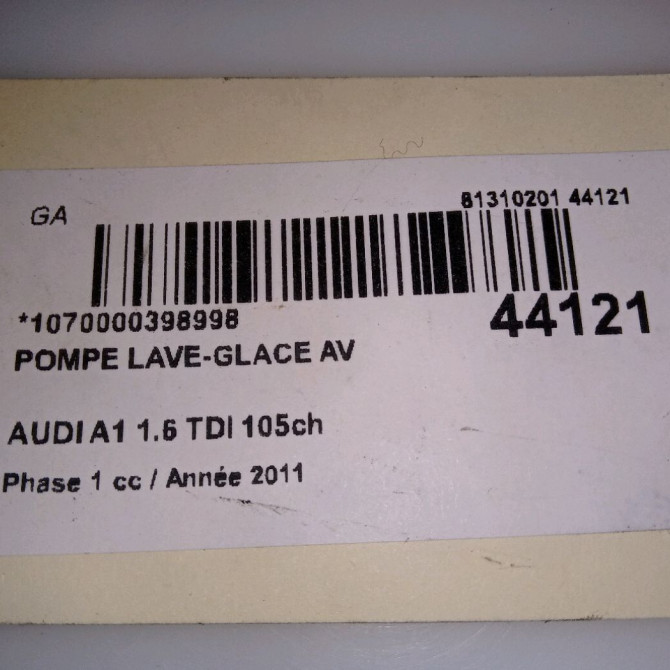 GA
81310201 44121
*1070000398998
44121
POMPE LAVE-GLACE AV
AUDI A1 1.6 TDI 105ch
Phase 1 cc / Année 2011